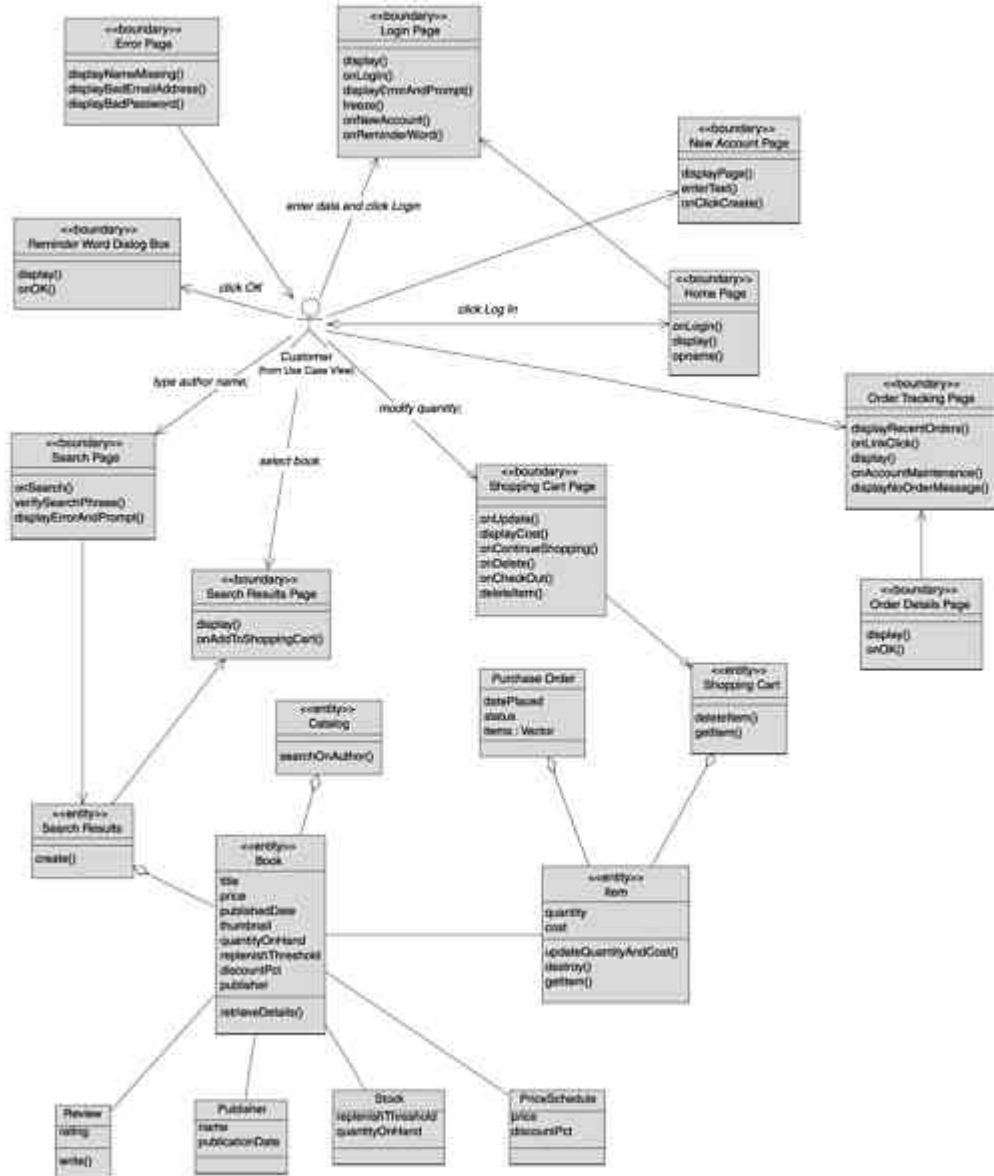 <<boundary>>
Error Page
displayNameMissing()
displayBadEmailAddress()
displayBadPassword()
<<boundary>>
Login Page
display()
onLogin()
displayErrorAndPrompt()
freeze()
onNewAccount()
onReminderWord()
<<boundary>>
New Account Page
displayPage()
enterText()
onClickCreate()
enter data and click Login
<<boundary>>
Reminder Word Dialog Box
display()
onOK()
click OK
<<boundary>>
Home Page
onLogin()
display()
opname()
click Log In
Customer
(from Use Case View)
type author name;
modify quantity;
select book
<<boundary>>
Order Tracking Page
displayRecentOrders()
onLinkClick()
display()
onAccountMaintenance()
displayNoOrderMessage()
<<boundary>>
Search Page
onSearch()
verifySearchPhrase()
displayErrorAndPrompt()
<<boundary>>
Shopping Cart Page
onUpdate()
displayCost()
onContinueShopping()
onDelete()
onCheckOut()
deleteItem()
<<boundary>>
Search Results Page
display()
onAddToShoppingCart()
<<boundary>>
Order Details Page
display()
onOK()
Purchase Order
datePlaced
status
items : Vector
<<entity>>
Shopping Cart
deleteItem()
getItem()
<<entity>>
Catalog
searchOnAuthor()
<<entity>>
Search Results
create()
<<entity>>
Book
title
price
publishedDate
thumbnail
quantityOnHand
replenishThreshold
discountPct
publisher
retrieveDetails()
<<entity>>
Item
quantity
cost
updateQuantityAndCost()
destroy()
getItem()
Review
rating
write()
Publisher
name
publicationDate
Stock
replenishThreshold
quantityOnHand
PriceSchedule
price
discountPct